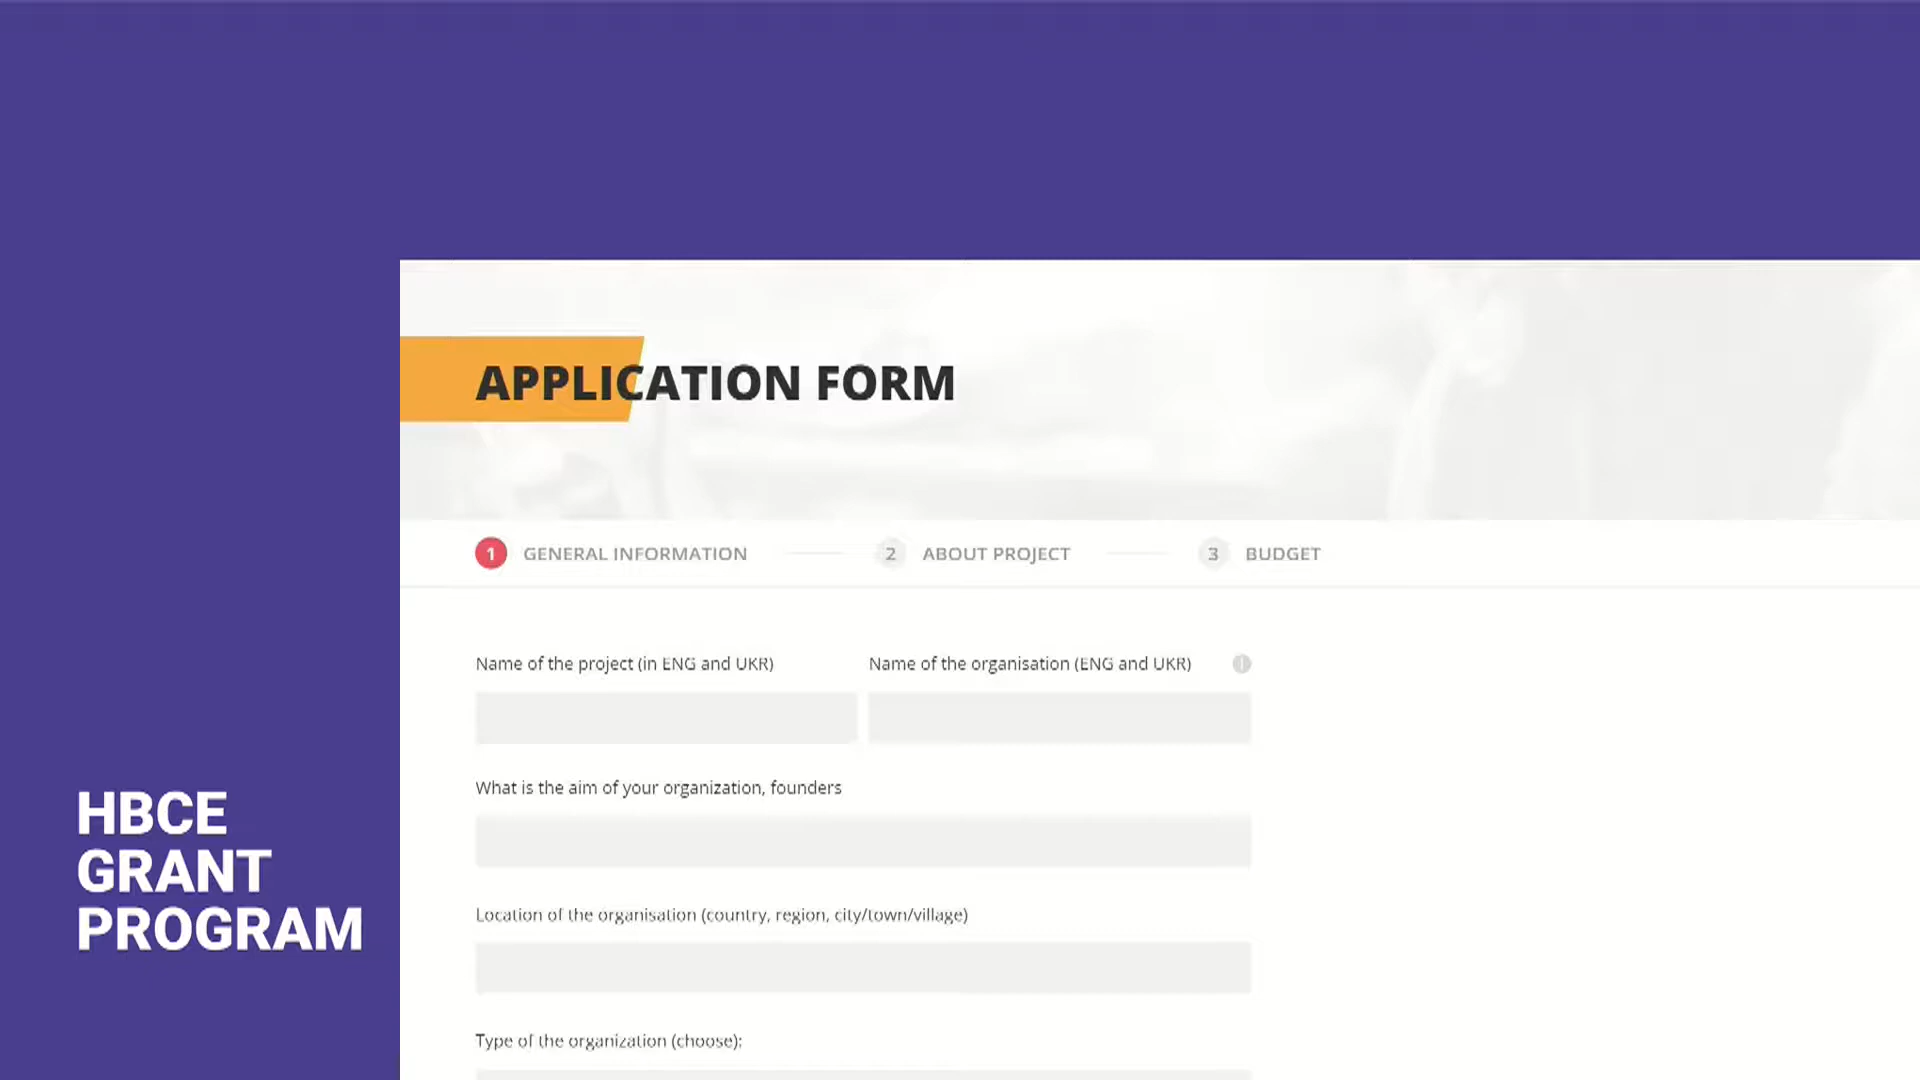 APPLICATION FORM
1 GENERAL INFORMATION 2 ABOUT PROJECT 3 BUDGET
Name of the project (in ENG and UKR) Name of the organisation (ENG and UKR)
What is the aim of your organization, founders
Location of the organisation (country, region, city/town/village)
Type of the organization (choose):
HBCE
GRANT
PROGRAM